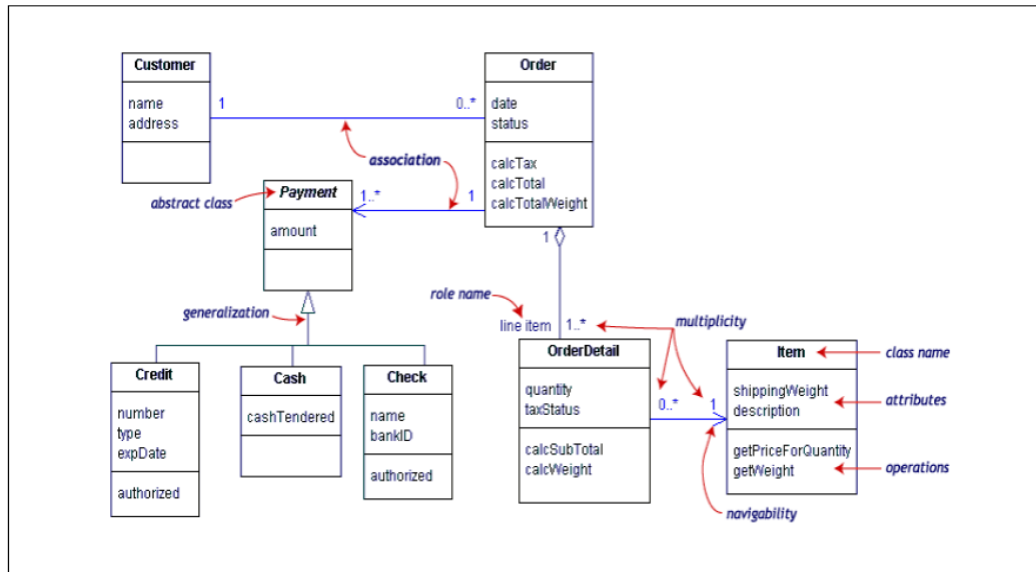 Customer
name
address
1
0..*
Order
date
status
calcTax
calcTotal
calcTotalWeight
association
abstract class
Payment
amount
1..*
1
1
generalization
role name
line item
1..*
multiplicity
Credit
number
type
expDate
authorized
Cash
cashTendered
Check
name
bankID
authorized
OrderDetail
quantity
taxStatus
calcSubTotal
calcWeight
0..*
1
Item
shippingWeight
description
getPriceForQuantity
getWeight
class name
attributes
operations
navigability